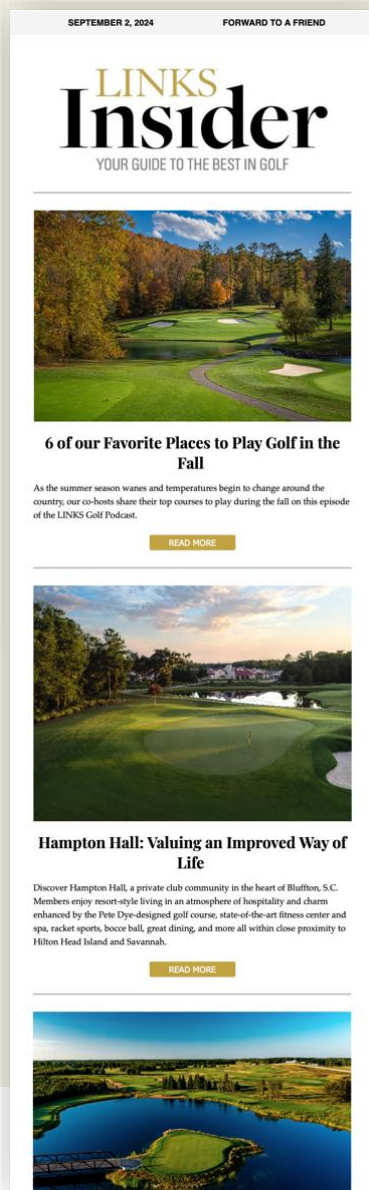 SEPTEMBER 2, 2024 FORWARD TO A FRIEND
LINKS
Insider
YOUR GUIDE TO THE BEST IN GOLF
6 of our Favorite Places to Play Golf in the
Fall
As the summer season wanes and temperatures begin to change around the
country, our co-hosts share their top courses to play during the fall on this episode
of the LINKS Golf Podcast.
READ MORE
Hampton Hall: Valuing an Improved Way of
Life
Discover Hampton Hall, a private club community in the heart of Bluffton, S.C.
Members enjoy resort-style living in an atmosphere of hospitality and charm
enhanced by the Pete Dye-designed golf course, state-of-the-art fitness center and
spa, racket sports, bocce ball, great dining, and more all within close proximity to
Hilton Head Island and Savannah.
READ MORE